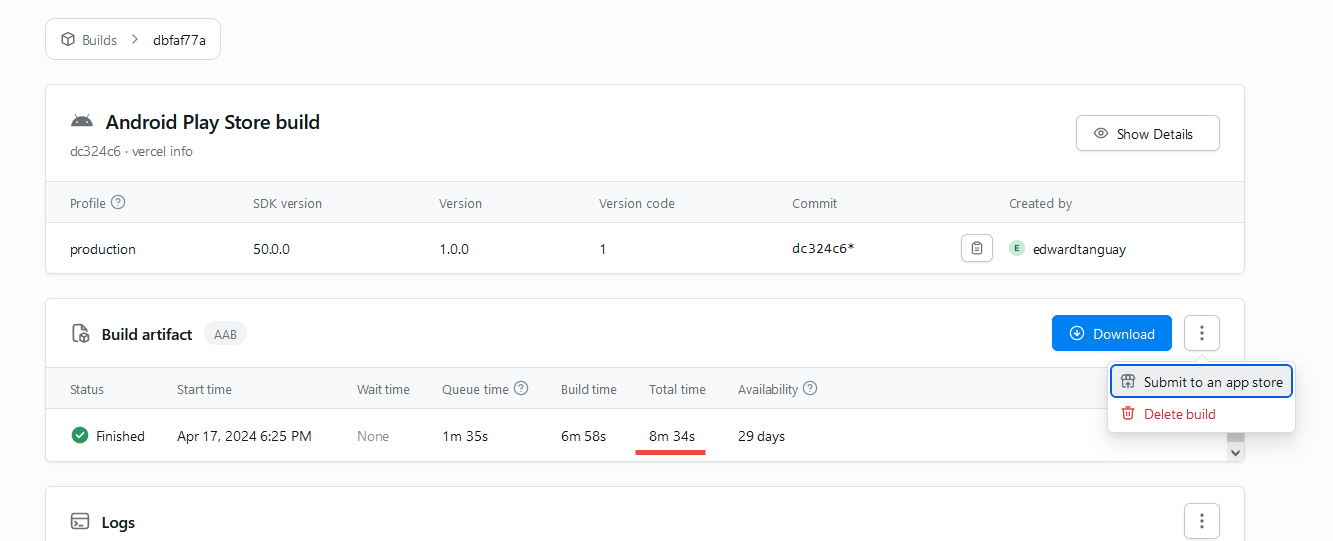 Builds > dbfaf77a
Android Play Store build
dc324c6 · vercel info
Show Details
Profile SDK version Version Version code Commit Created by
production 50.0.0 1.0.0 1 dc324c6* E edwardtanguay
Build artifact AAB
Download
Submit to an app store
Delete build
Status Start time Wait time Queue time Build time Total time Availability
Finished Apr 17, 2024 6:25 PM None 1m 35s 6m 58s 8m 34s 29 days
Logs